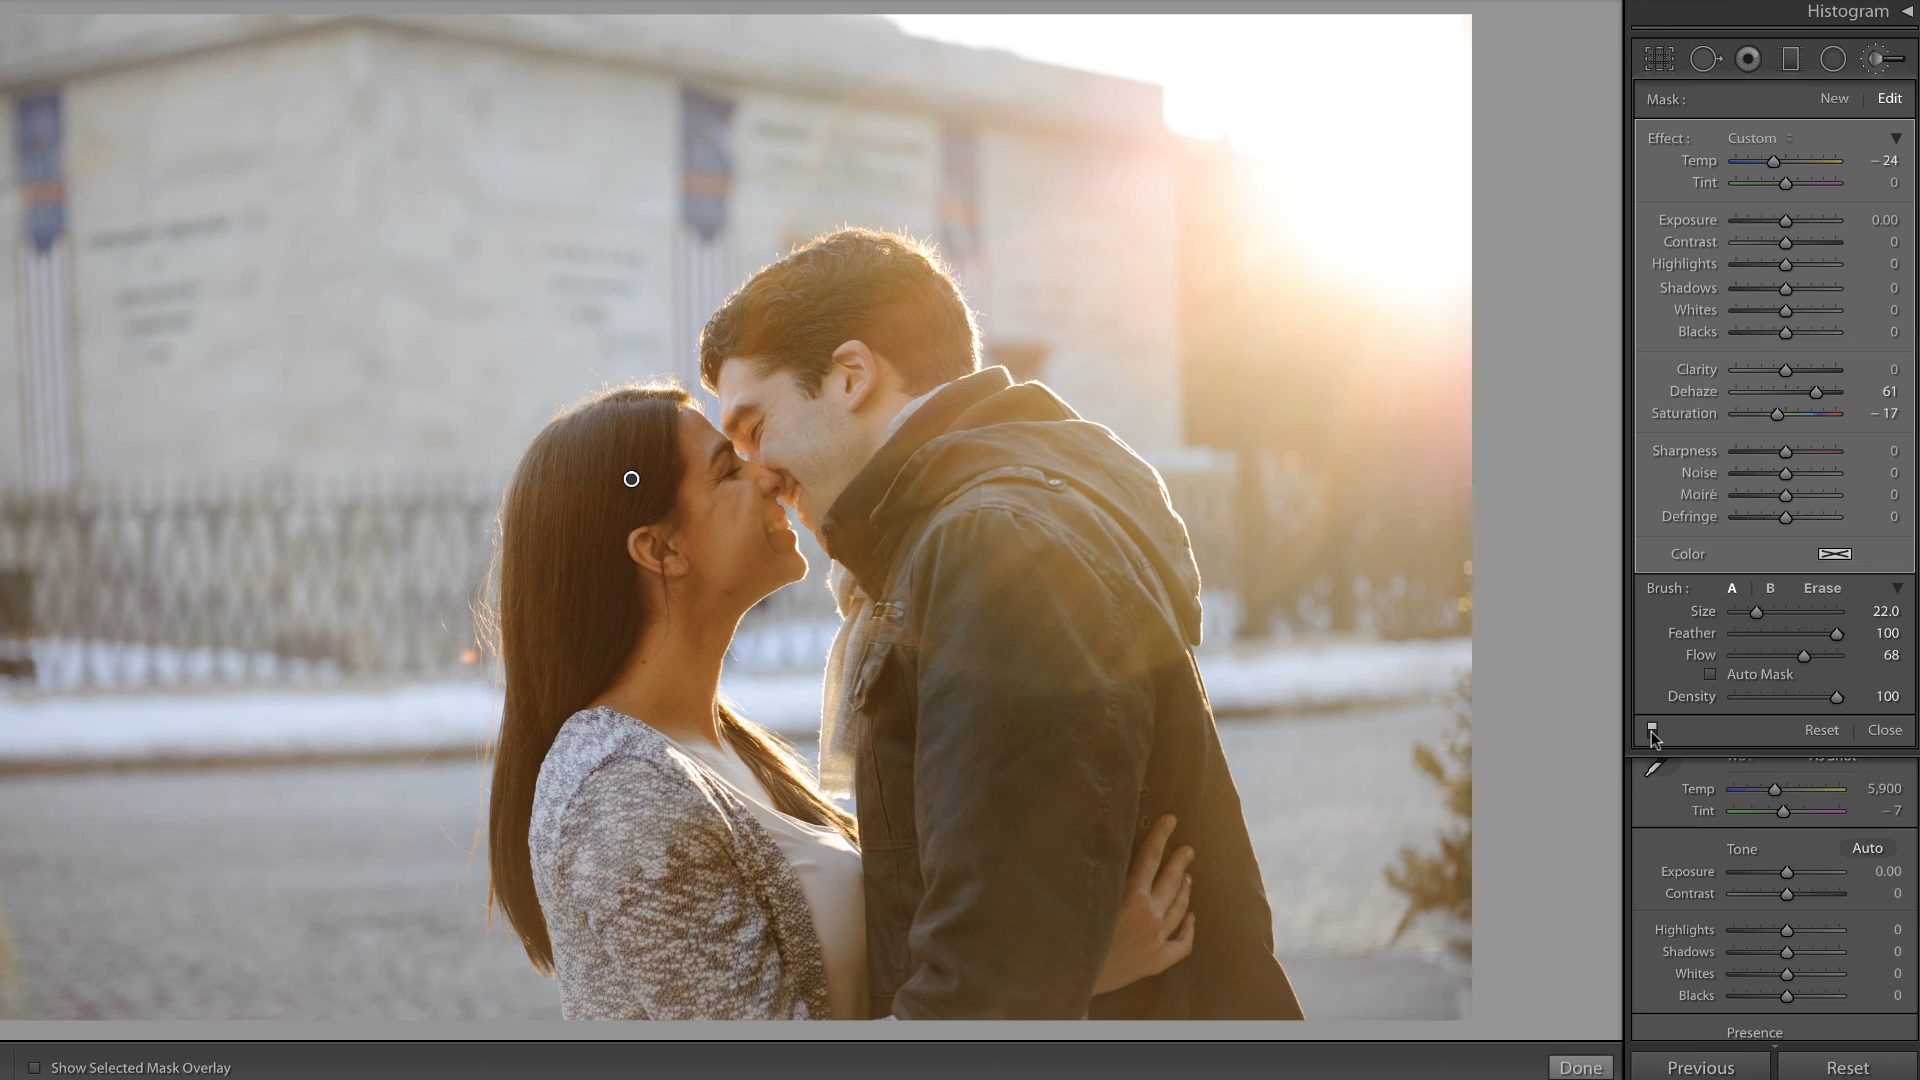 Histogram
Mask : New Edit
Effect : Custom
Temp – 24
Tint 0
Exposure 0.00
Contrast 0
Highlights 0
Shadows 0
Whites 0
Blacks 0
Clarity 0
Dehaze 61
Saturation – 17
Sharpness 0
Noise 0
Moiré 0
Defringe 0
Color
Brush : A B Erase
Size 22.0
Feather 100
Flow 68
Auto Mask
Density 100
Reset Close
As Shot
Temp 5,900
Tint – 7
Tone Auto
Exposure 0.00
Contrast 0
Highlights 0
Shadows 0
Whites 0
Blacks 0
Presence
Show Selected Mask Overlay Done Previous Reset